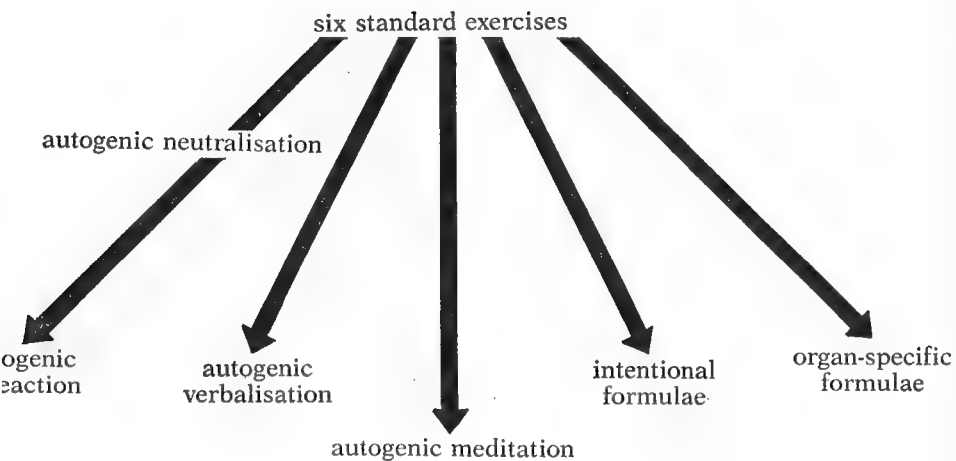 six standard exercises
autogenic neutralisation
ogenic
eaction
autogenic
verbalisation
intentional
formulae
organ-specific
formulae
autogenic meditation